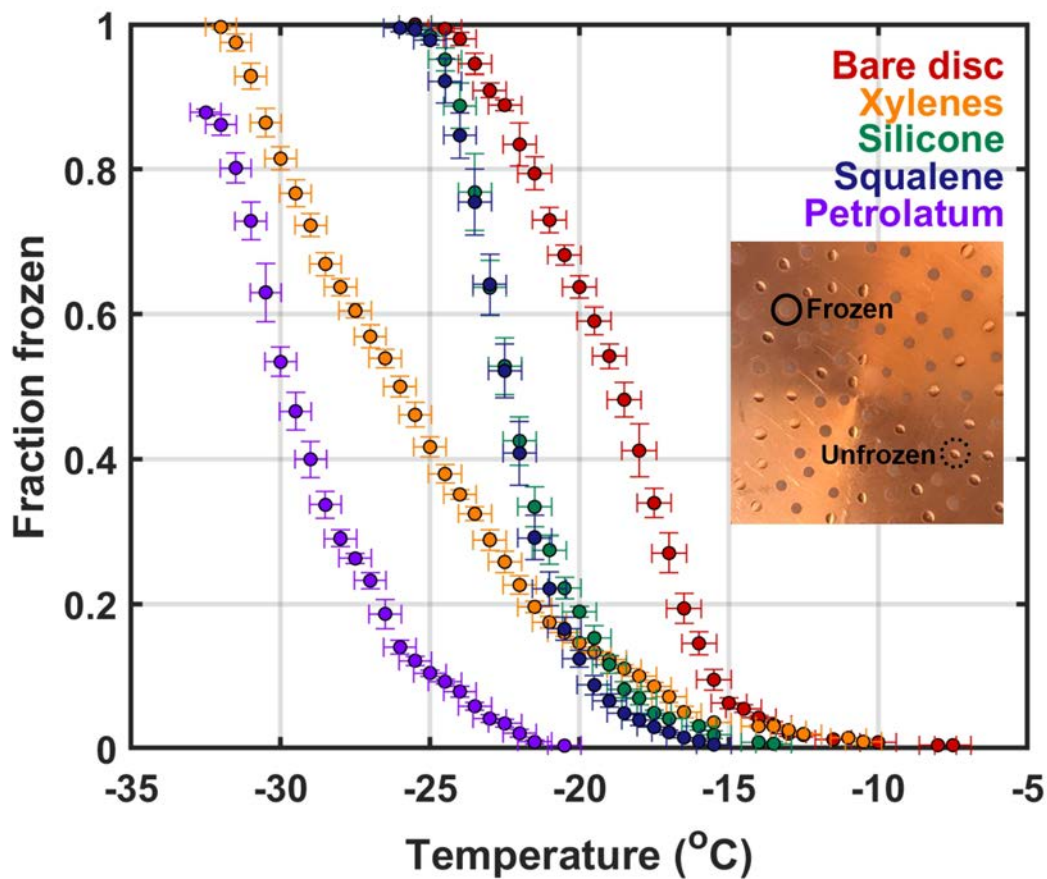 1
0.8
0.6
0.4
0.2
0
Fraction frozen
-35
-30
-25
-20
-15
-10
-5
Temperature (°C)
Bare disc
Xylenes
Silicone
Squalene
Petrolatum
Frozen
Unfrozen